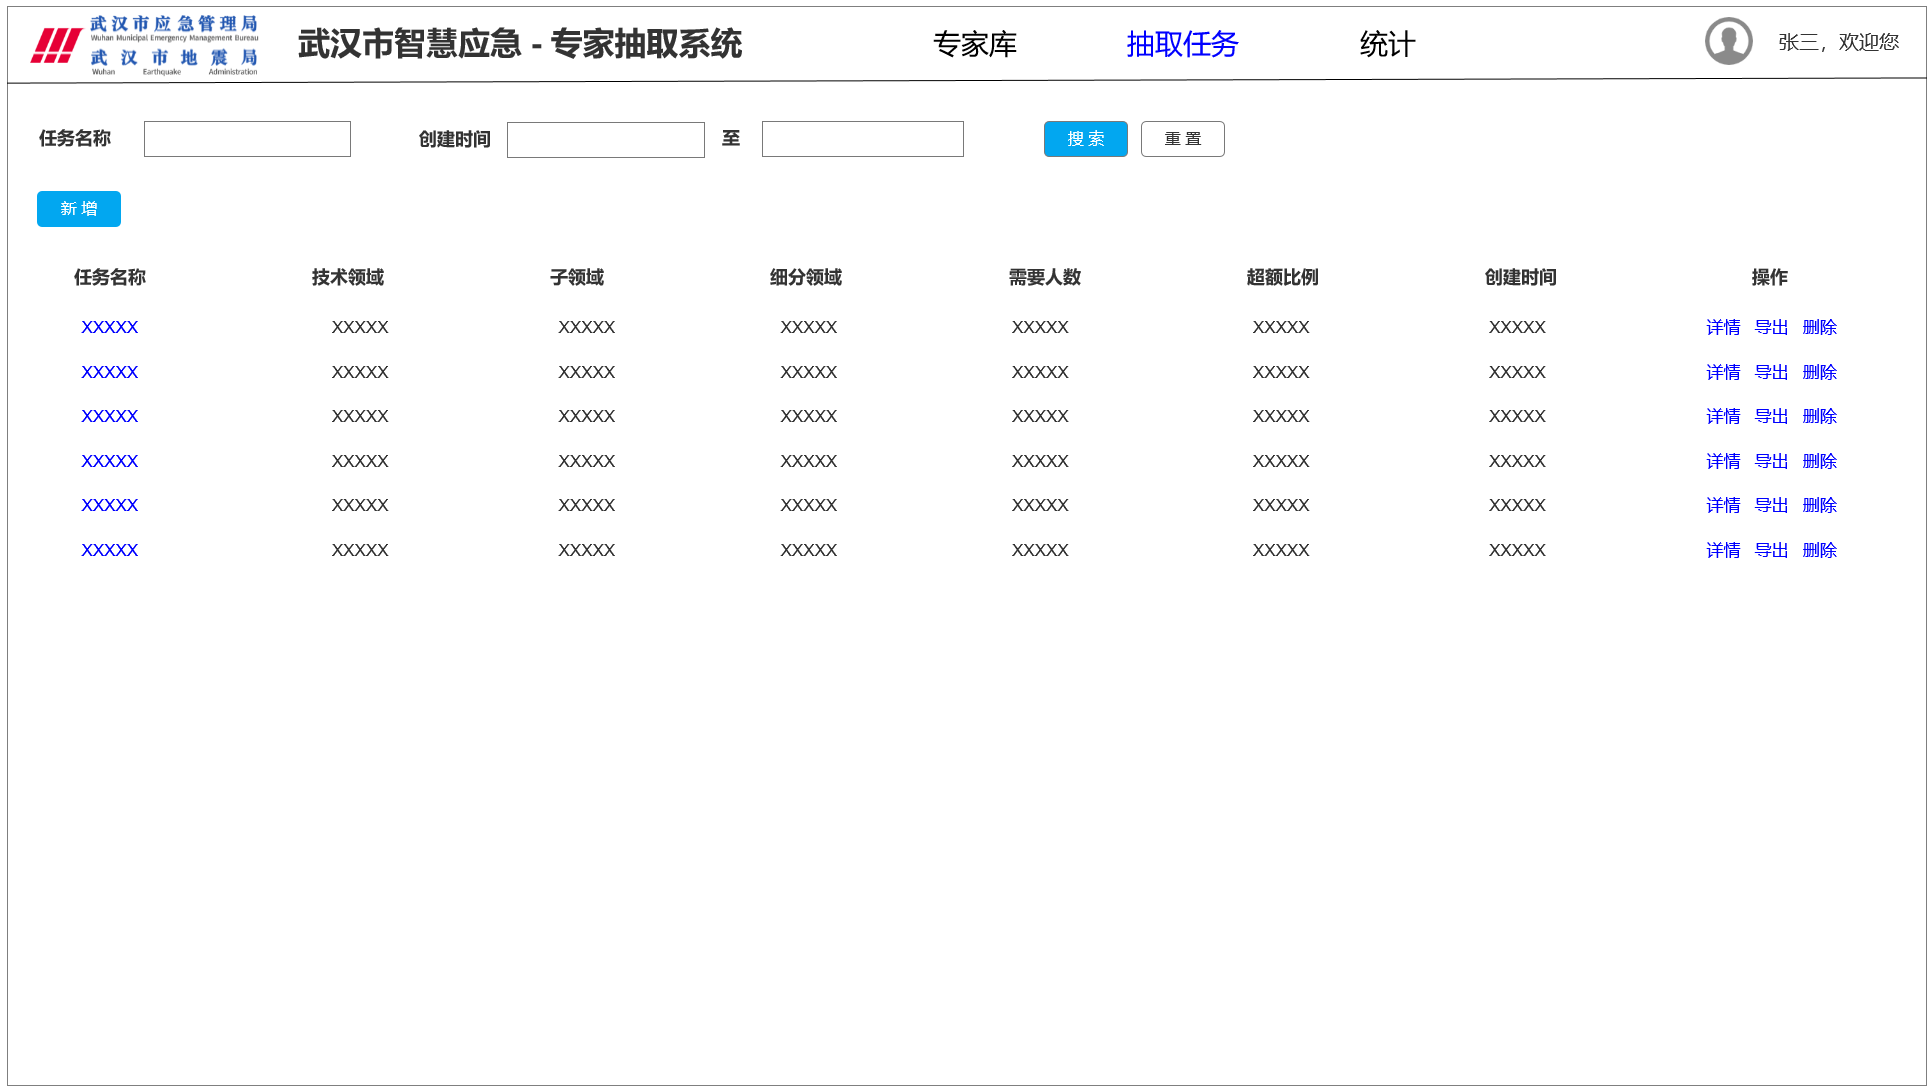 武汉市应急管理局
Wuhan Municipal Emergency Management Bureau
武汉市地震局
Wuhan Earthquake Administration
武汉市智慧应急 - 专家抽取系统
专家库 抽取任务 统计
张三，欢迎您
任务名称 创建时间 至 搜 索 重 置
新 增
任务名称 技术领域 子领域 细分领域 需要人数 超额比例 创建时间 操作
XXXXX XXXXX XXXXX XXXXX XXXXX XXXXX XXXXX 详情 导出 删除
XXXXX XXXXX XXXXX XXXXX XXXXX XXXXX XXXXX 详情 导出 删除
XXXXX XXXXX XXXXX XXXXX XXXXX XXXXX XXXXX 详情 导出 删除
XXXXX XXXXX XXXXX XXXXX XXXXX XXXXX XXXXX 详情 导出 删除
XXXXX XXXXX XXXXX XXXXX XXXXX XXXXX XXXXX 详情 导出 删除
XXXXX XXXXX XXXXX XXXXX XXXXX XXXXX XXXXX 详情 导出 删除